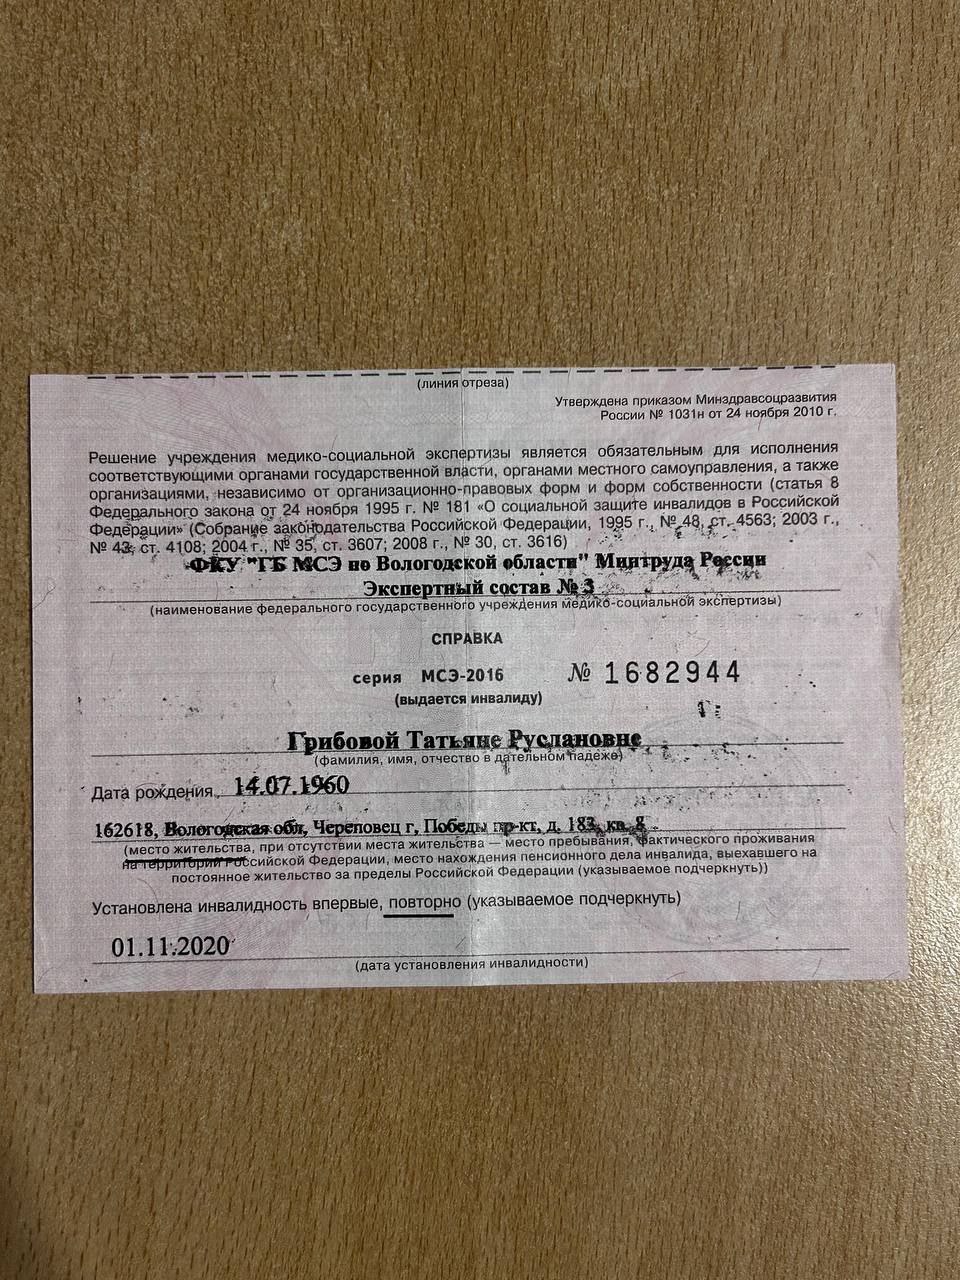 (линия отреза)
Утверждена приказом Минздравсоцразвития
России № 1031н от 24 ноября 2010 г.
Решение учреждения медико-социальной экспертизы является обязательным для исполнения
соответствующими органами государственной власти, органами местного самоуправления, а также
организациями, независимо от организационно-правовых форм и форм собственности (статья 8
Федерального закона от 24 ноября 1995 г. № 181 «О социальной защите инвалидов в Российской
Федерации» (Собрание законодательства Российской Федерации, 1995 г., № 48, ст. 4563; 2003 г.,
№ 43, ст. 4108; 2004 г., № 35, ст. 3607; 2008 г., № 30, ст. 3616)
ФКУ "ГБ МСЭ по Вологодской области" Минтруда России
Экспертный состав № 3
(наименование федерального государственного учреждения медико-социальной экспертизы)
СПРАВКА
серия МСЭ-2016 № 1682944
(выдается инвалиду)
Грибовой Татьяне Руслановне
(фамилия, имя, отчество в дательном падеже)
Дата рождения 14.07.1960
162618, Вологодская обл, Череповец г, Победы пр-кт, д. 183, кв. 8
(место жительства, при отсутствии места жительства — место пребывания, фактического проживания
на территории Российской Федерации, место нахождения пенсионного дела инвалида, выехавшего на
постоянное жительство за пределы Российской Федерации (указываемое подчеркнуть))
Установлена инвалидность впервые, повторно (указываемое подчеркнуть)
01.11.2020
(дата установления инвалидности)